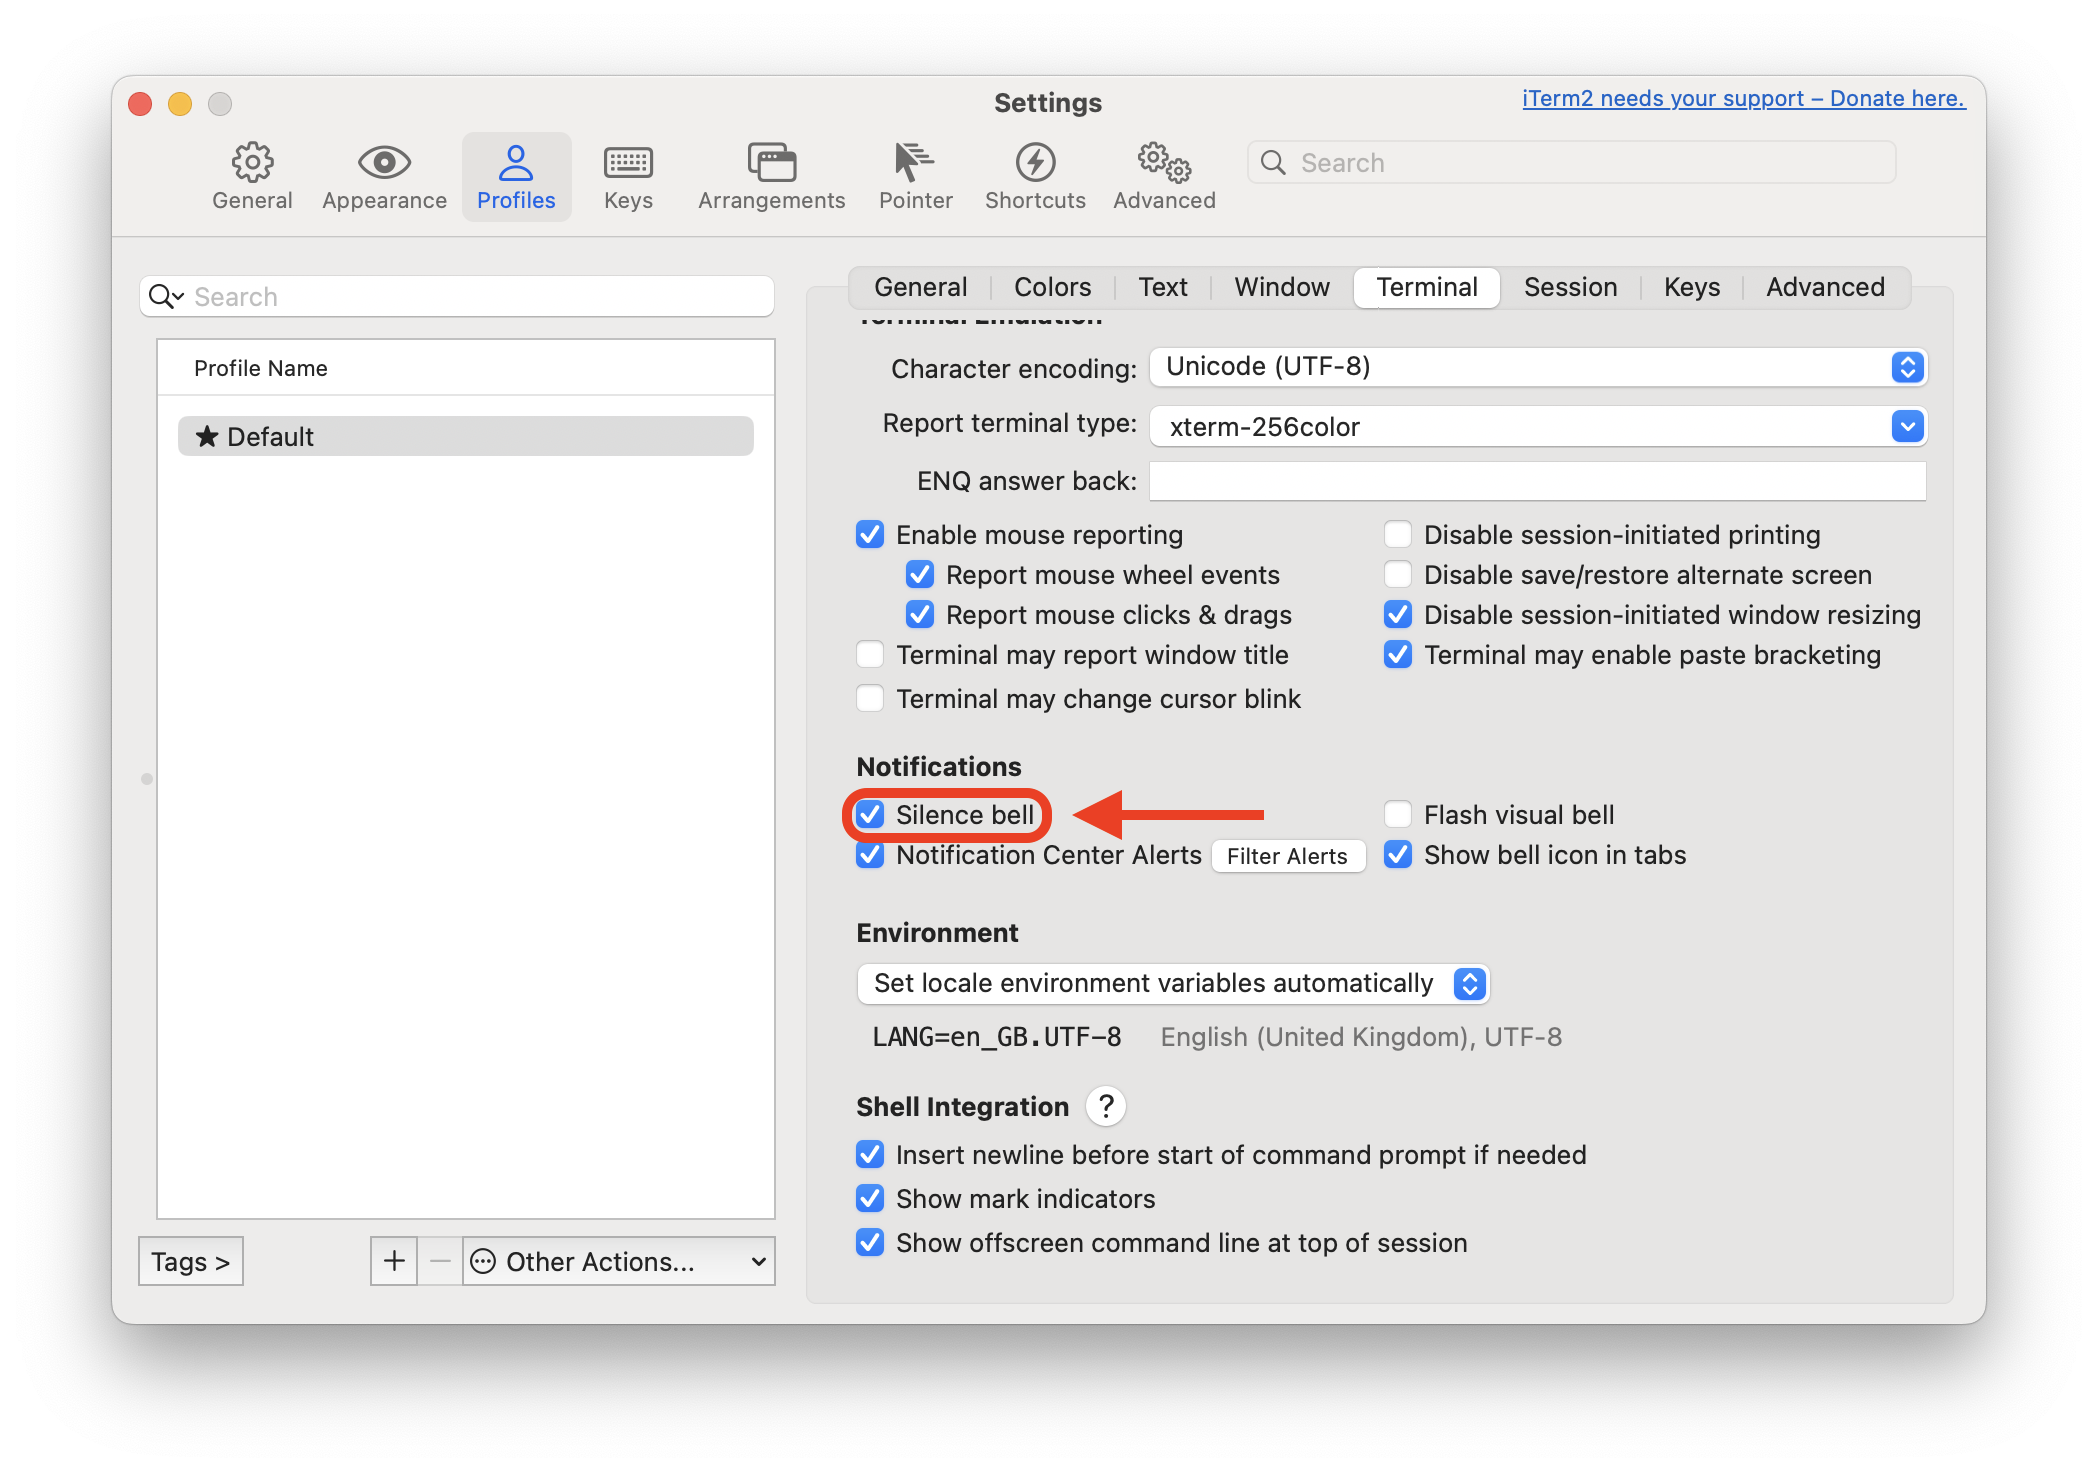 Settings
iTerm2 needs your support – Donate here.
General
Appearance
Profiles
Keys
Arrangements
Pointer
Shortcuts
Advanced
Search
Search
Profile Name
★ Default
Tags >
+
−
Other Actions...
General
Colors
Text
Window
Terminal
Session
Keys
Advanced
Terminal Emulation
Character encoding: Unicode (UTF-8)
Report terminal type: xterm-256color
ENQ answer back:
Enable mouse reporting
Report mouse wheel events
Report mouse clicks & drags
Terminal may report window title
Terminal may change cursor blink
Disable session-initiated printing
Disable save/restore alternate screen
Disable session-initiated window resizing
Terminal may enable paste bracketing
Notifications
Silence bell
Flash visual bell
Notification Center Alerts
Filter Alerts
Show bell icon in tabs
Environment
Set locale environment variables automatically
LANG=en_GB.UTF-8 English (United Kingdom), UTF-8
Shell Integration ?
Insert newline before start of command prompt if needed
Show mark indicators
Show offscreen command line at top of session